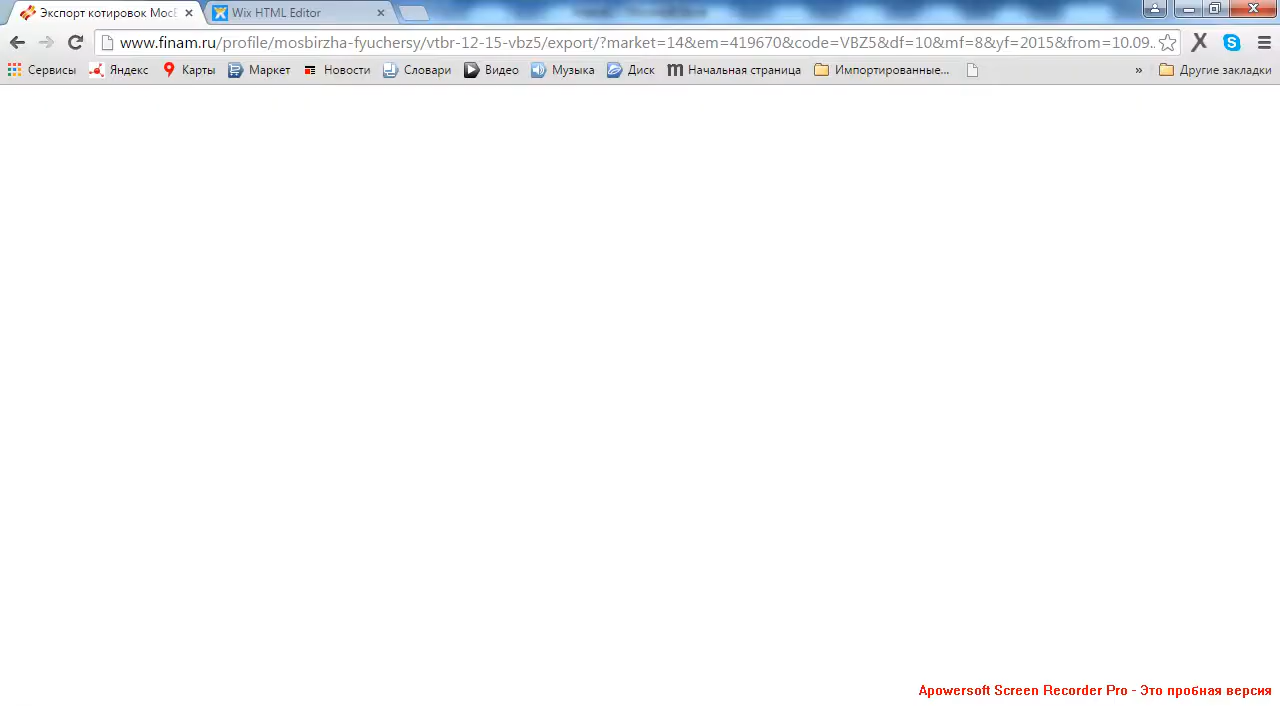 Экспорт котировок Мос
Wix HTML Editor
www.finam.ru/profile/mosbirzha-fyuchersy/vtbr-12-15-vbz5/export/?market=14&em=419670&code=VBZ5&df=10&mf=8&yf=2015&from=10.09..
Сервисы Яндекс Карты Маркет Новости Словари Видео Музыка Диск Начальная страница Импортированные... » Другие закладки
Apowersoft Screen Recorder Pro - Это пробная версия